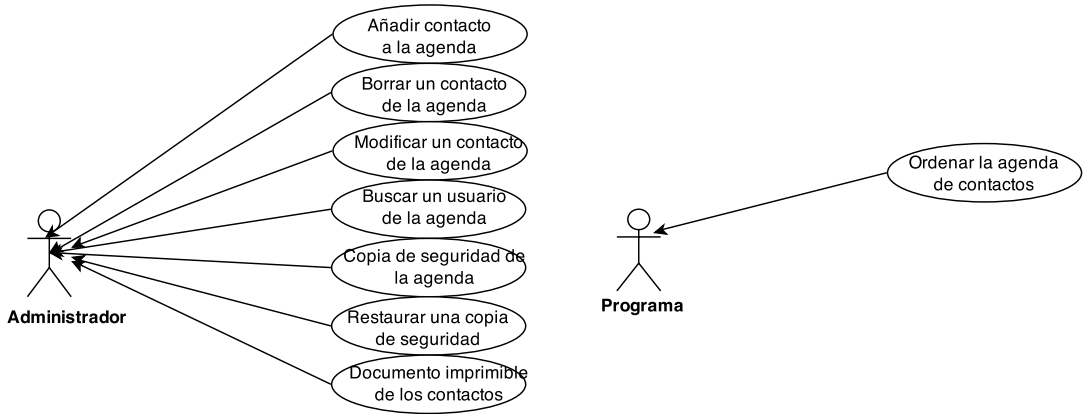 Añadir contacto
a la agenda
Borrar un contacto
de la agenda
Modificar un contacto
de la agenda
Buscar un usuario
de la agenda
Copia de seguridad de
la agenda
Restaurar una copia
de seguridad
Documento imprimible
de los contactos
Administrador
Ordenar la agenda
de contactos
Programa